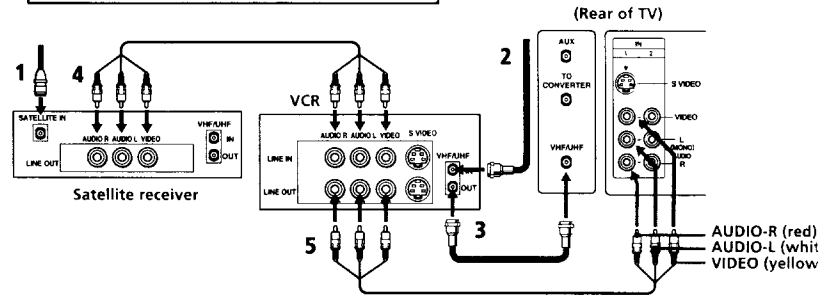 (Rear of TV)
1
4
2
AUX
TO
CONVERTER
VHF/UHF
IN
1 2
S VIDEO
VIDEO
L
(MONO)
AUDIO
R
SATELLITE IN
AUDIO R AUDIO L VIDEO
LINE OUT
VHF/UHF
IN
OUT
Satellite receiver
VCR
AUDIO R AUDIO L VIDEO S VIDEO
LINE IN
LINE OUT
VHF/UHF
OUT
3
5
AUDIO-R (red)
AUDIO-L (whit
VIDEO (yellow